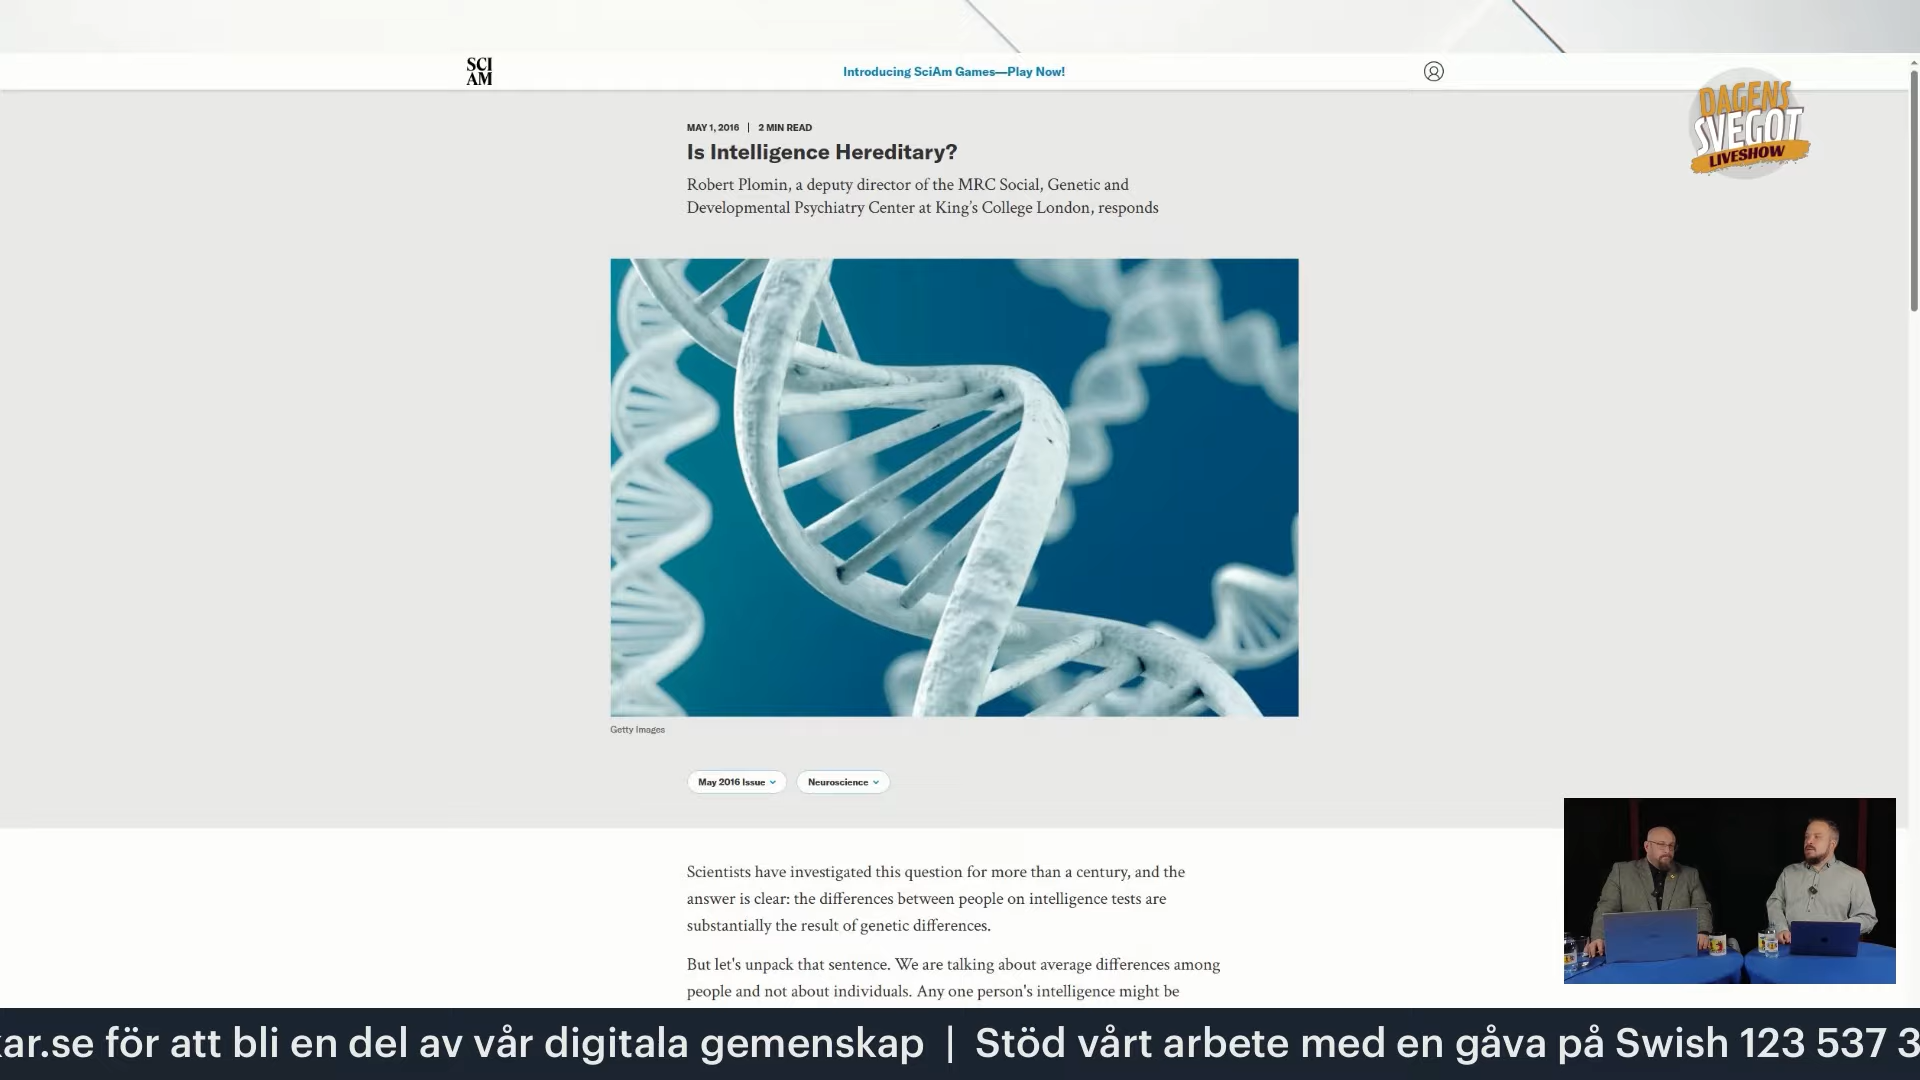 SCI
AM
Introducing SciAm Games—Play Now!
DAGENS
SVEGOT
LIVESHOW
MAY 1, 2016 | 2 MIN READ
Is Intelligence Hereditary?
Robert Plomin, a deputy director of the MRC Social, Genetic and
Developmental Psychiatry Center at King's College London, responds
Getty Images
May 2016 Issue
Neuroscience
Scientists have investigated this question for more than a century, and the
answer is clear: the differences between people on intelligence tests are
substantially the result of genetic differences.
But let's unpack that sentence. We are talking about average differences among
people and not about individuals. Any one person's intelligence might be
ar.se för att bli en del av vår digitala gemenskap | Stöd vårt arbete med en gåva på Swish 123 537 3